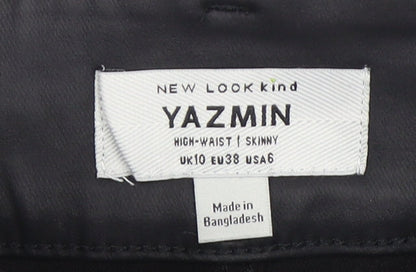 NEW LOOK kind
YAZMIN
HIGH-WAIST | SKINNY
UK10 EU38 USA6
Made in
Bangladesh